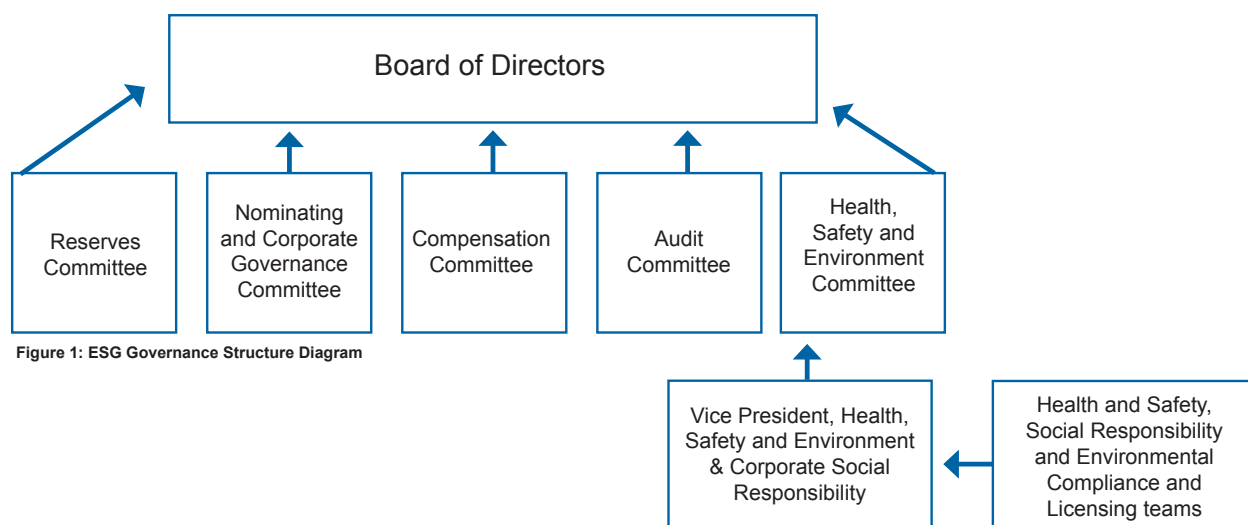 Board of Directors
Reserves
Committee
Nominating
and Corporate
Governance
Committee
Compensation
Committee
Audit
Committee
Health,
Safety and
Environment
Committee
Figure 1: ESG Governance Structure Diagram
Vice President, Health,
Safety and Environment
& Corporate Social
Responsibility
Health and Safety,
Social Responsibility
and Environmental
Compliance and
Licensing teams